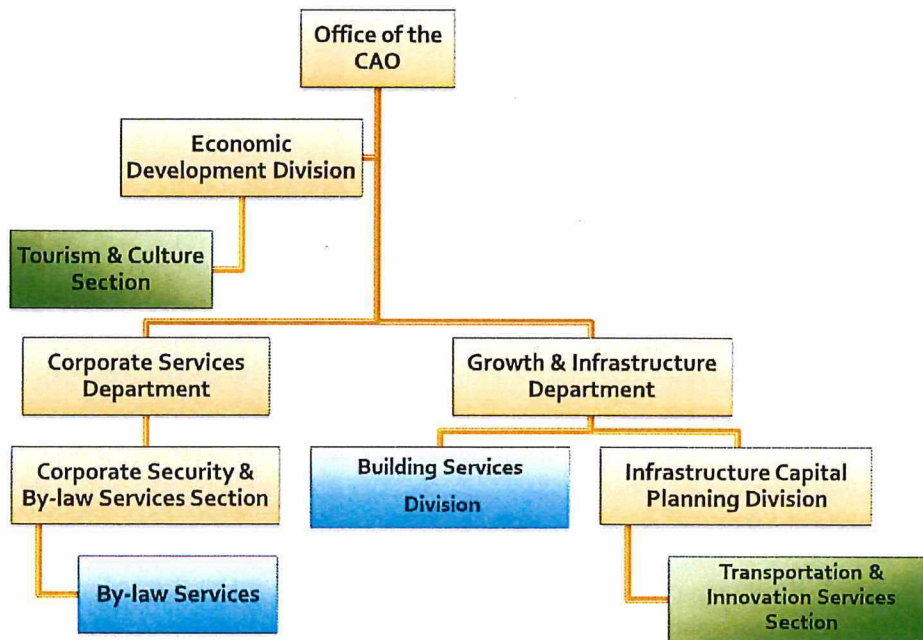 Office of the
CAO
Economic
Development Division
Tourism & Culture
Section
Corporate Services
Department
Growth & Infrastructure
Department
Corporate Security &
By-law Services Section
Building Services
Division
Infrastructure Capital
Planning Division
By-law Services
Transportation &
Innovation Services
Section